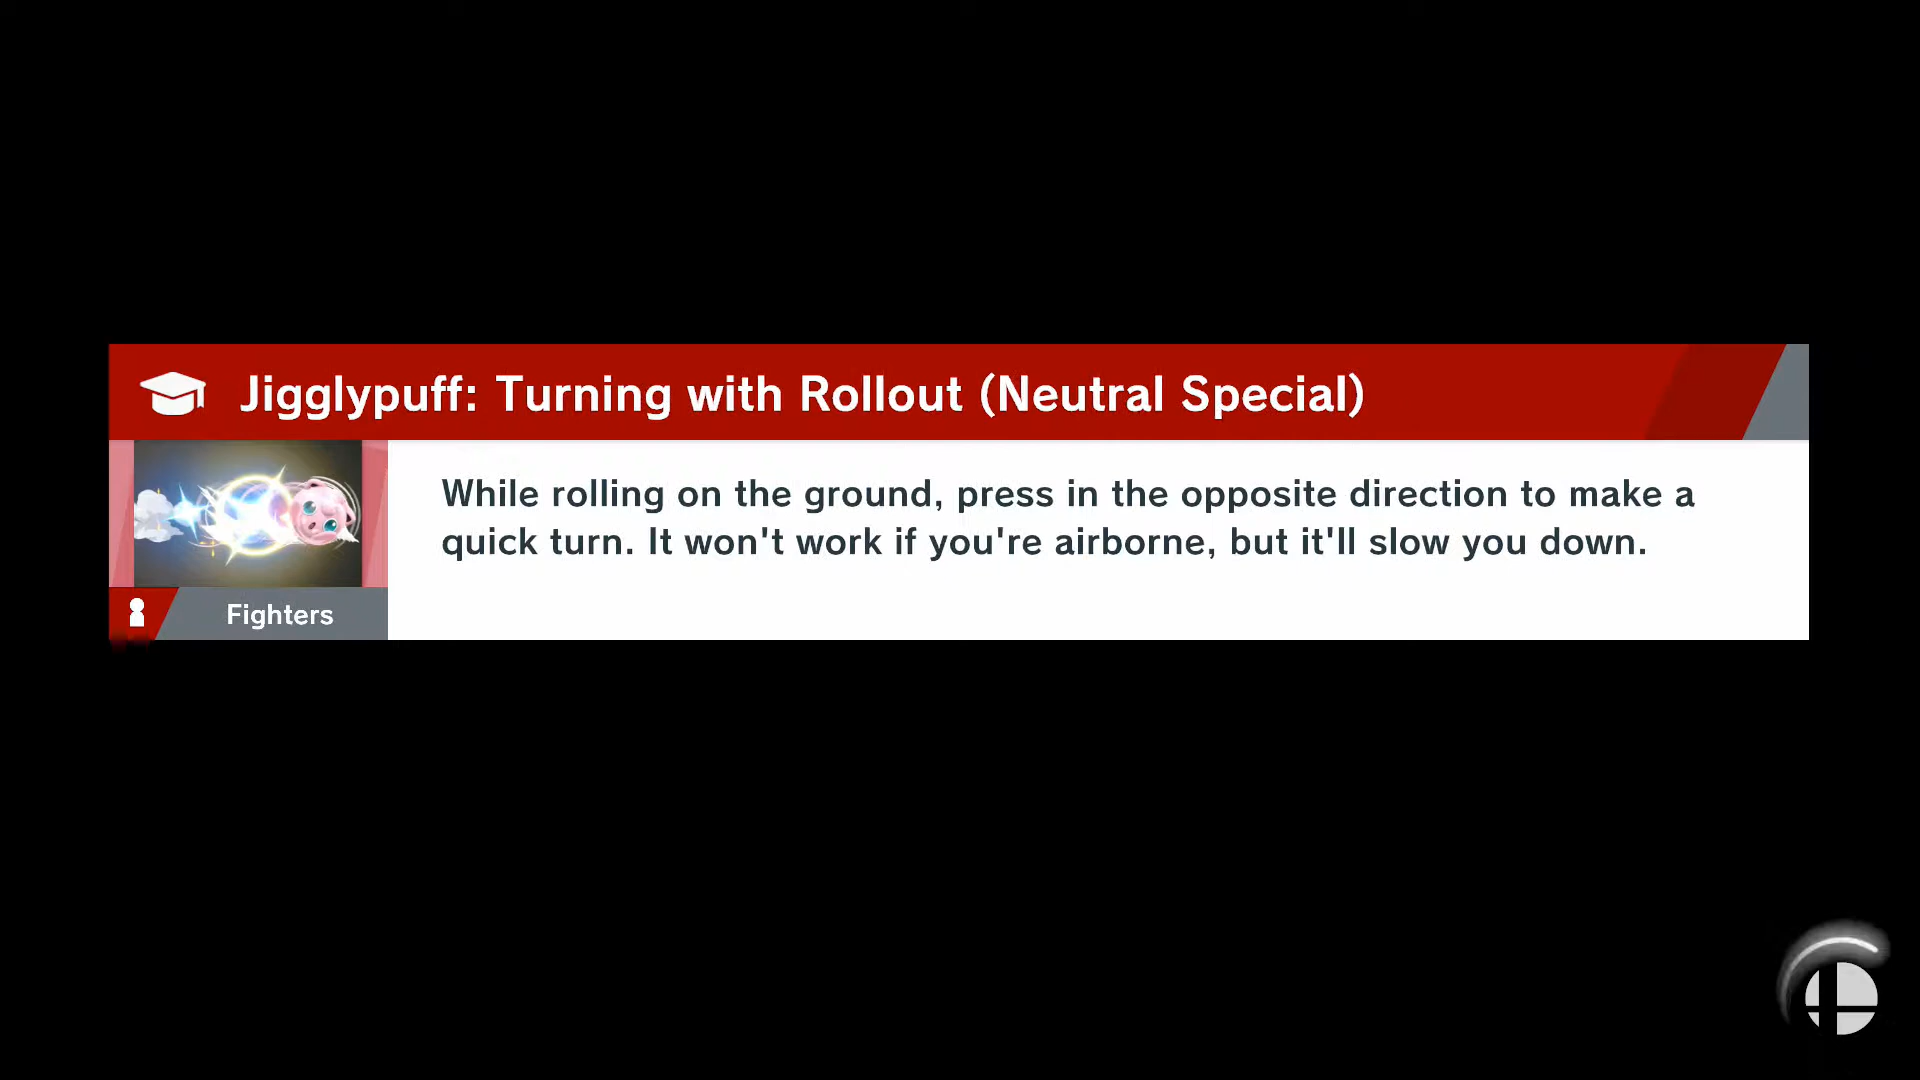 Jigglypuff: Turning with Rollout (Neutral Special)
While rolling on the ground, press in the opposite direction to make a
quick turn. It won't work if you're airborne, but it'll slow you down.
Fighters